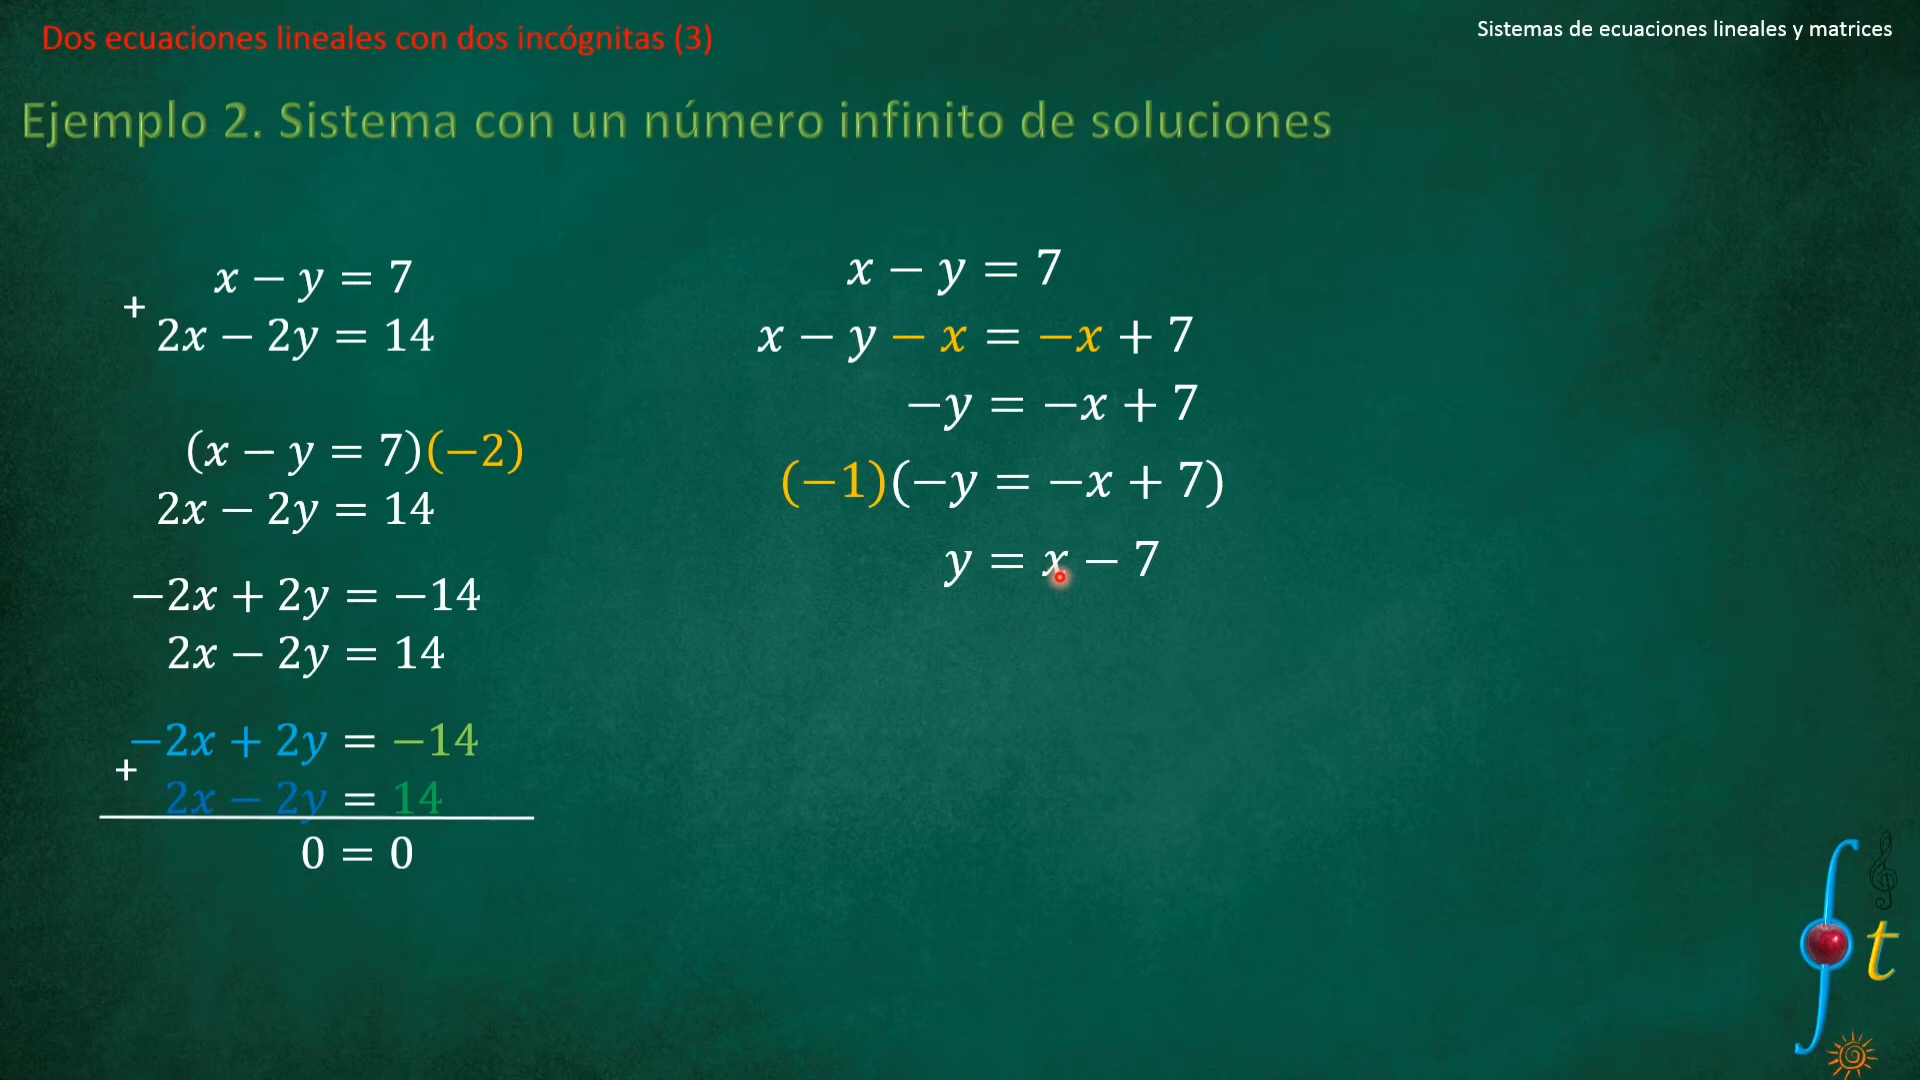 Dos ecuaciones lineales con dos incógnitas (3)
Sistemas de ecuaciones lineales y matrices
Ejemplo 2. Sistema con un número infinito de soluciones
x − y = 7
+
2x − 2y = 14
(x − y = 7)(−2)
2x − 2y = 14
−2x + 2y = −14
2x − 2y = 14
−2x + 2y = −14
+
2x − 2y = 14
0 = 0
x − y = 7
x − y − x = −x + 7
−y = −x + 7
(−1)(−y = −x + 7)
y = x − 7
t